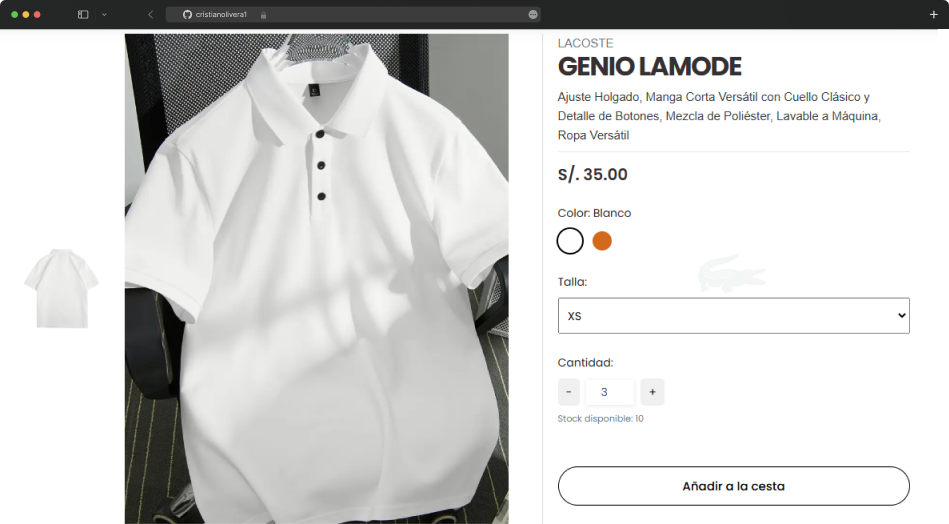 cristianolivera1
LACOSTE
GENIO LAMODE
Ajuste Holgado, Manga Corta Versátil con Cuello Clásico y
Detalle de Botones, Mezcla de Poliéster, Lavable a Máquina,
Ropa Versátil
S/. 35.00
Color: Blanco
Talla:
XS
Cantidad:
- 3 +
Stock disponible: 10
Añadir a la cesta